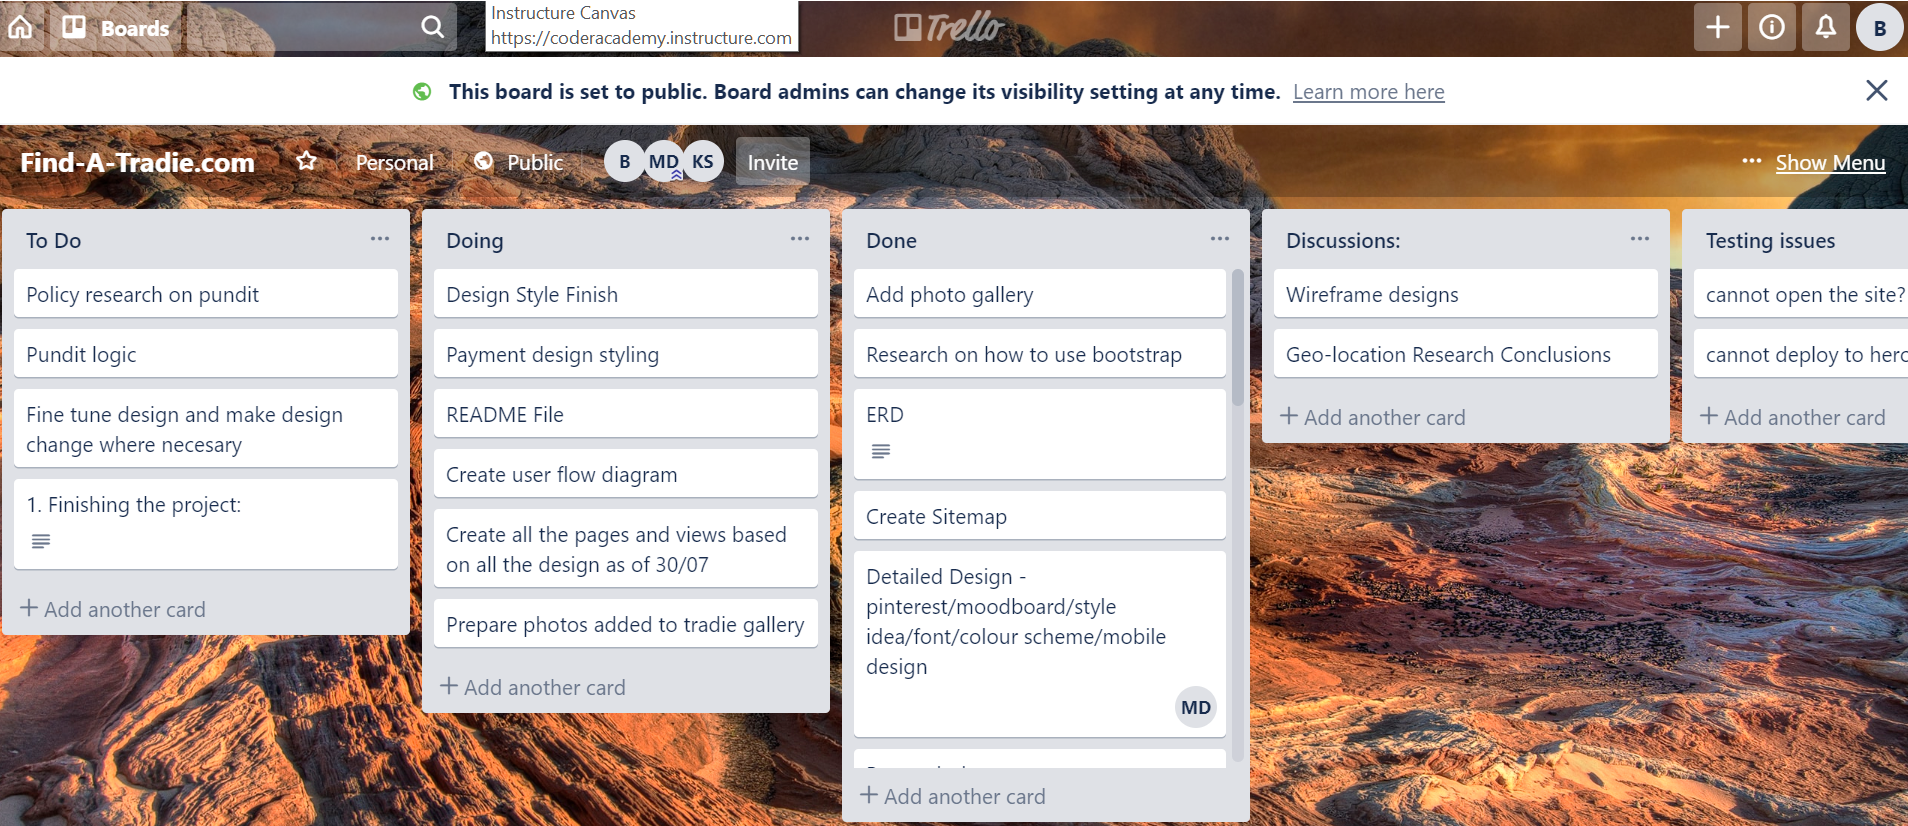 Boards
Instructure Canvas
https://coderacademy.instructure.com
Trello
B
This board is set to public. Board admins can change its visibility setting at any time. Learn more here
Find-A-Tradie.com
Personal
Public
B
MD
KS
Invite
... Show Menu
To Do
Policy research on pundit
Pundit logic
Fine tune design and make design
change where necesary
1. Finishing the project:
+ Add another card
Doing
Design Style Finish
Payment design styling
README File
Create user flow diagram
Create all the pages and views based
on all the design as of 30/07
Prepare photos added to tradie gallery
+ Add another card
Done
Add photo gallery
Research on how to use bootstrap
ERD
Create Sitemap
Detailed Design -
pinterest/moodboard/style
idea/font/colour scheme/mobile
design
MD
+ Add another card
Discussions:
Wireframe designs
Geo-location Research Conclusions
+ Add another card
Testing issues
cannot open the site?
cannot deploy to
+ Add another card